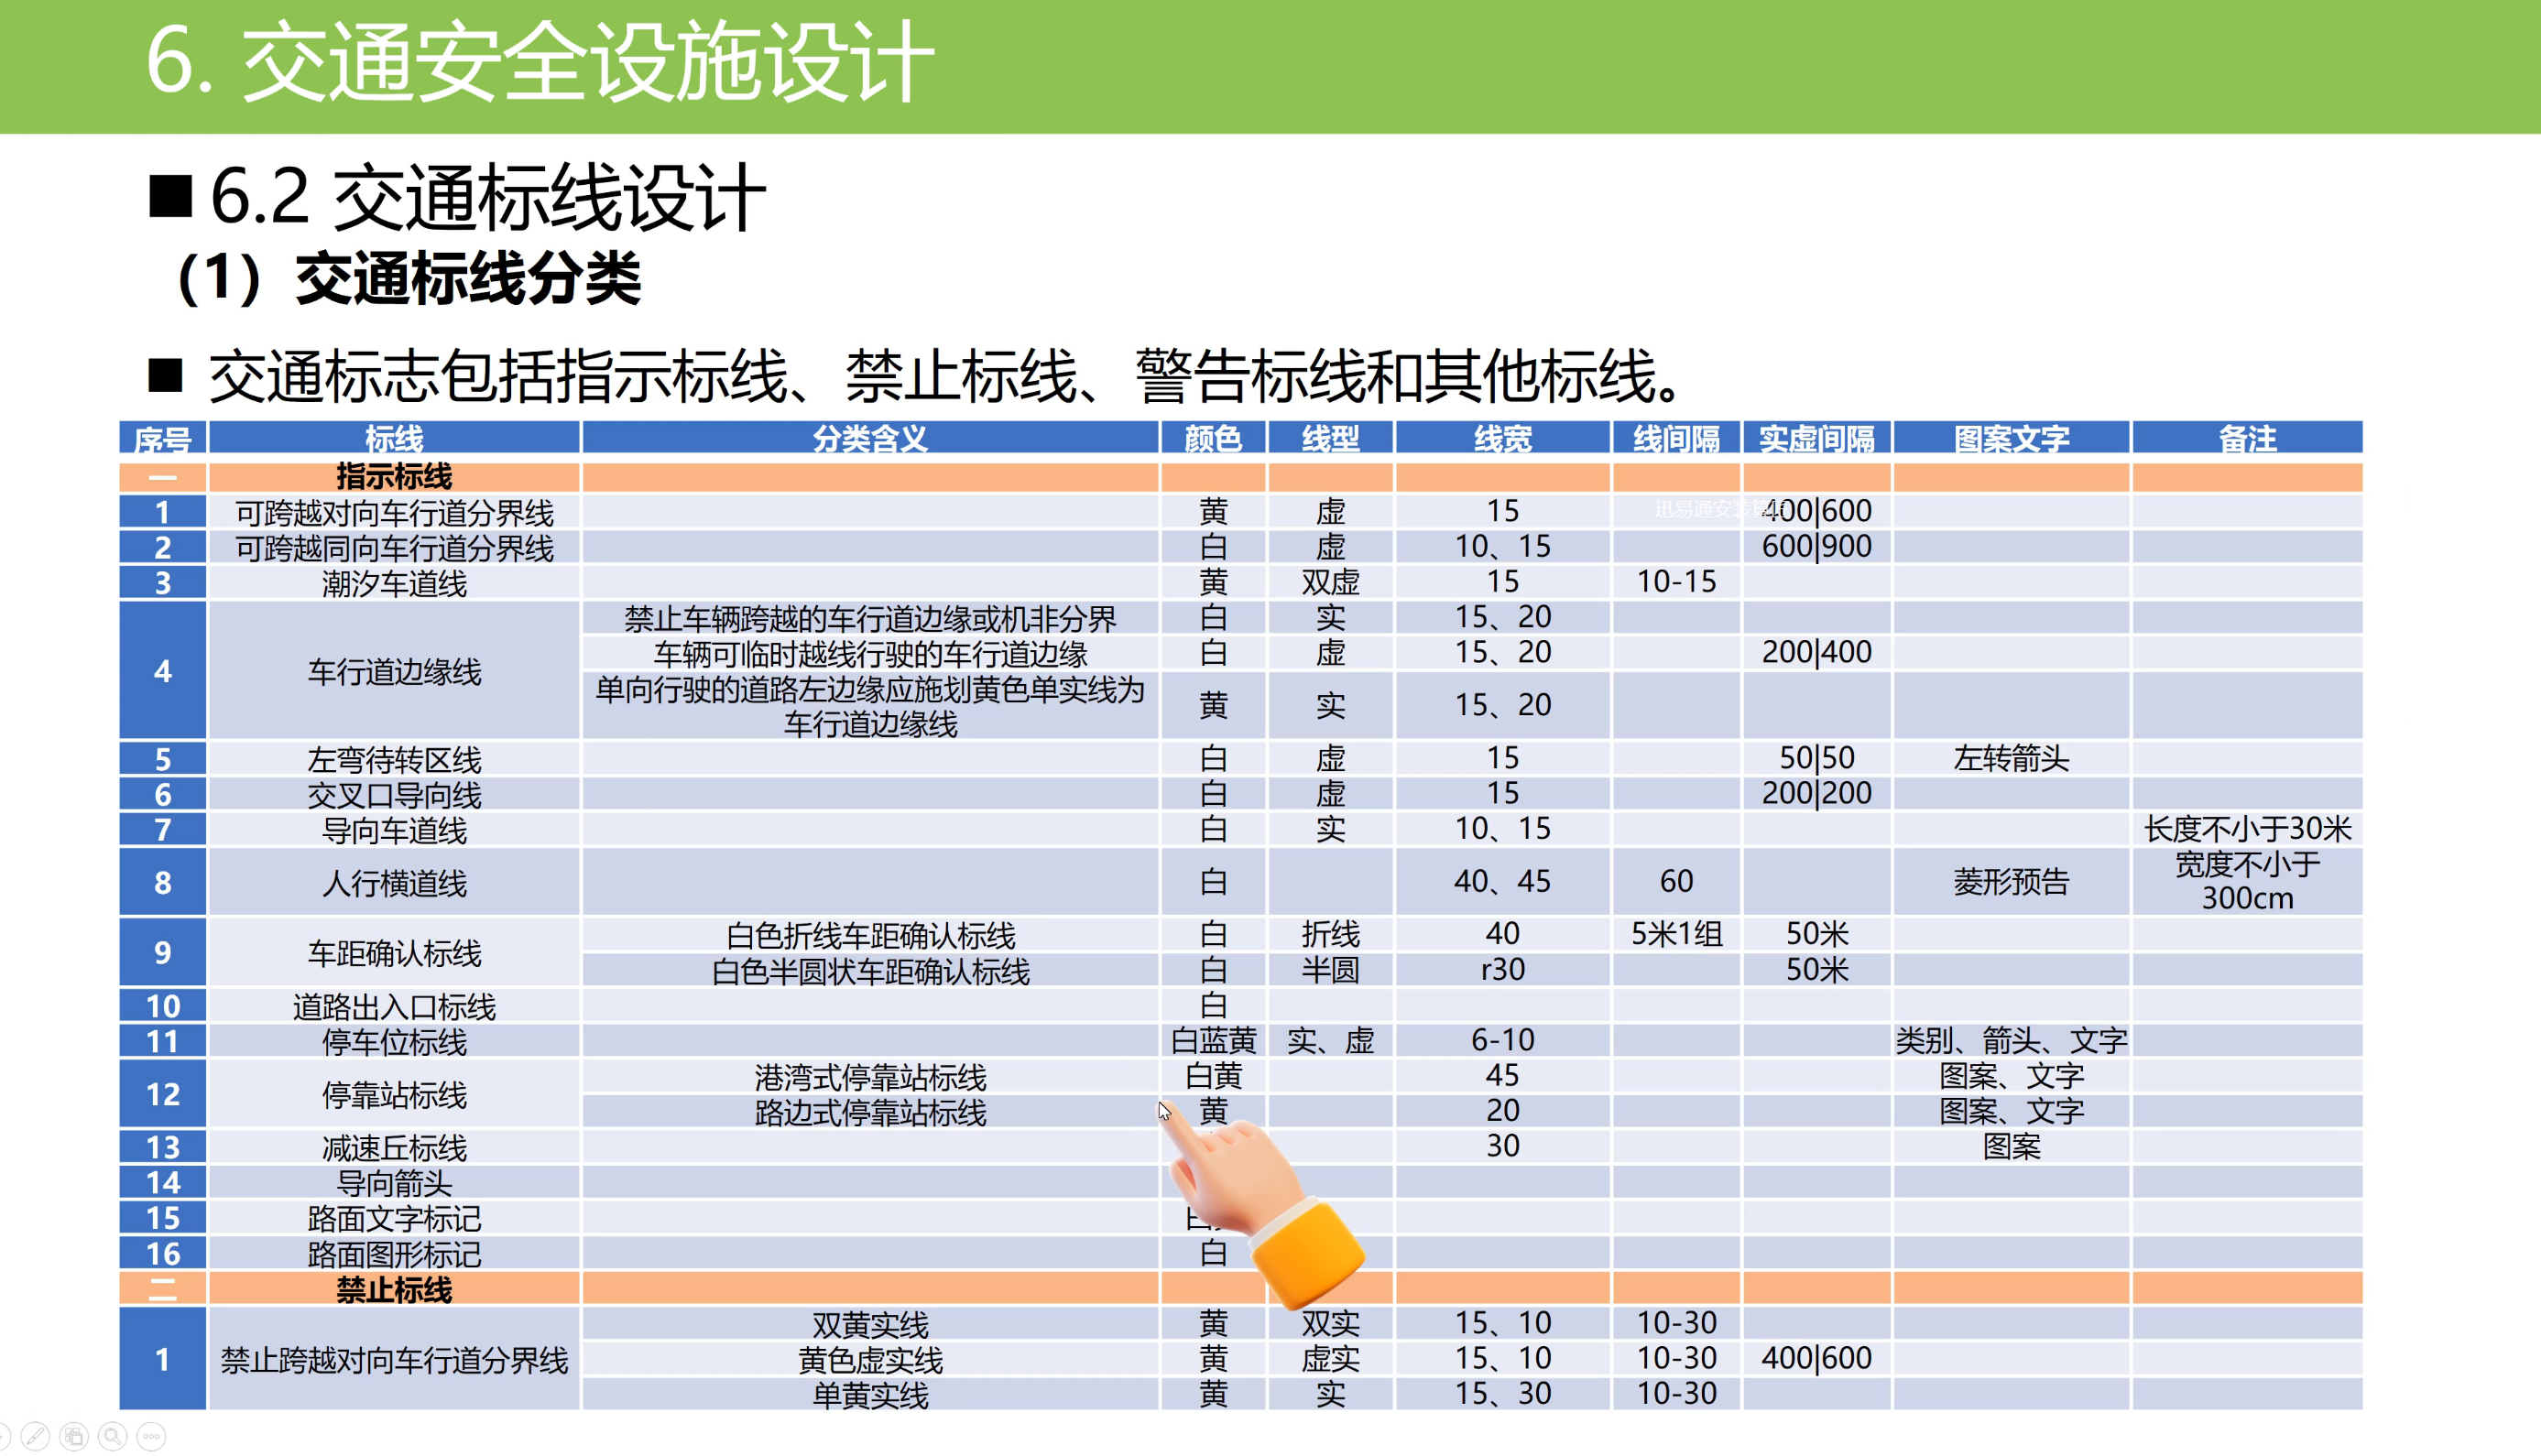 6. 交通安全设施设计
■6.2 交通标线设计
（1）交通标线分类
■ 交通标志包括指示标线、禁止标线、警告标线和其他标线。
序号 标线 分类含义 颜色 线型 线宽 线间隔 实虚间隔 图案文字 备注
一 指示标线
1 可跨越对向车行道分界线 黄 虚 15 400|600
2 可跨越同向车行道分界线 白 虚 10、15 600|900
3 潮汐车道线 黄 双虚 15 10-15
4 车行道边缘线 禁止车辆跨越的车行道边缘或机非分界 白 实 15、20
车辆可临时越线行驶的车行道边缘 白 虚 15、20 200|400
单向行驶的道路左边缘应施划黄色单实线为
车行道边缘线 黄 实 15、20
5 左弯待转区线 白 虚 15 50|50 左转箭头
6 交叉口导向线 白 虚 15 200|200
7 导向车道线 白 实 10、15 长度不小于30米
8 人行横道线 白 40、45 60 菱形预告 宽度不小于
300cm
9 车距确认标线 白色折线车距确认标线 白 折线 40 5米1组 50米
白色半圆状车距确认标线 白 半圆 r30 50米
10 道路出入口标线 白
11 停车位标线 白蓝黄 实、虚 6-10 类别、箭头、文字
12 停靠站标线 港湾式停靠站标线 白黄 45 图案、文字
路边式停靠站标线 黄 20 图案、文字
13 减速丘标线 30 图案
14 导向箭头
15 路面文字标记
16 路面图形标记 白
二 禁止标线
1 禁止跨越对向车行道分界线 双黄实线 黄 双实 15、10 10-30
黄色虚实线 黄 虚实 15、10 10-30 400|600
单黄实线 黄 实 15、30 10-30